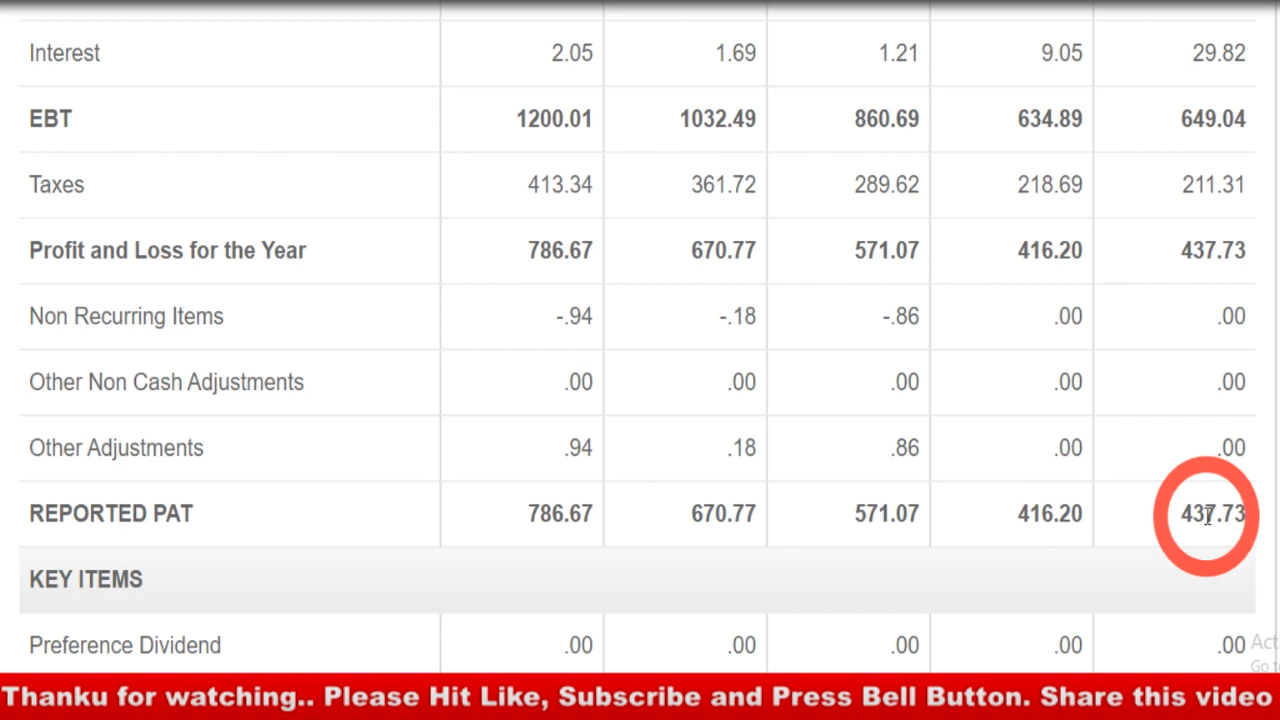 Interest 2.05 1.69 1.21 9.05 29.82
EBT 1200.01 1032.49 860.69 634.89 649.04
Taxes 413.34 361.72 289.62 218.69 211.31
Profit and Loss for the Year 786.67 670.77 571.07 416.20 437.73
Non Recurring Items -.94 -.18 -.86 .00 .00
Other Non Cash Adjustments .00 .00 .00 .00 .00
Other Adjustments .94 .18 .86 .00 .00
REPORTED PAT 786.67 670.77 571.07 416.20 437.73
KEY ITEMS
Preference Dividend .00 .00 .00 .00 .00
Act
Go to
Thanku for watching.. Please Hit Like, Subscribe and Press Bell Button. Share this video